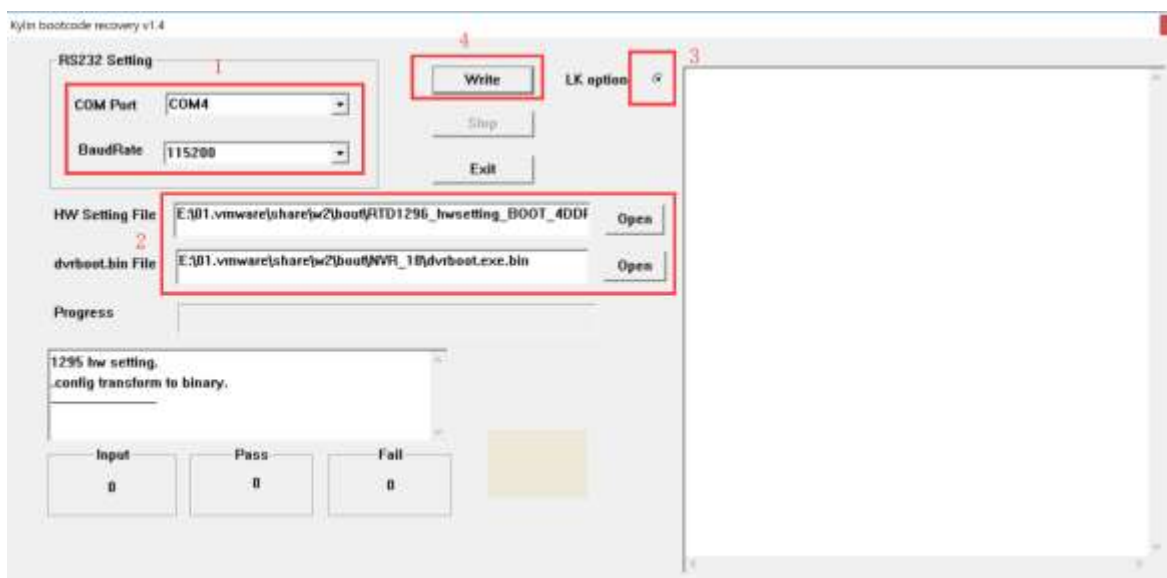 Kylin bootcode recovery v1.4
RS232 Setting
1
COM Port COM4
BaudRate 115200
4
Write
Stop
Exit
LK option
3
HW Setting File E:\01.vmware\share\w2\bout\RTD1296_hwsetting_BOOT_4DDF Open
2
dvrboot.bin File E:\01.vmware\share\w2\bout\NVR_18\dvrboot.exe.bin Open
Progress
1295 hw setting.
.config transform to binary.
Input Pass Fail
0 0 0